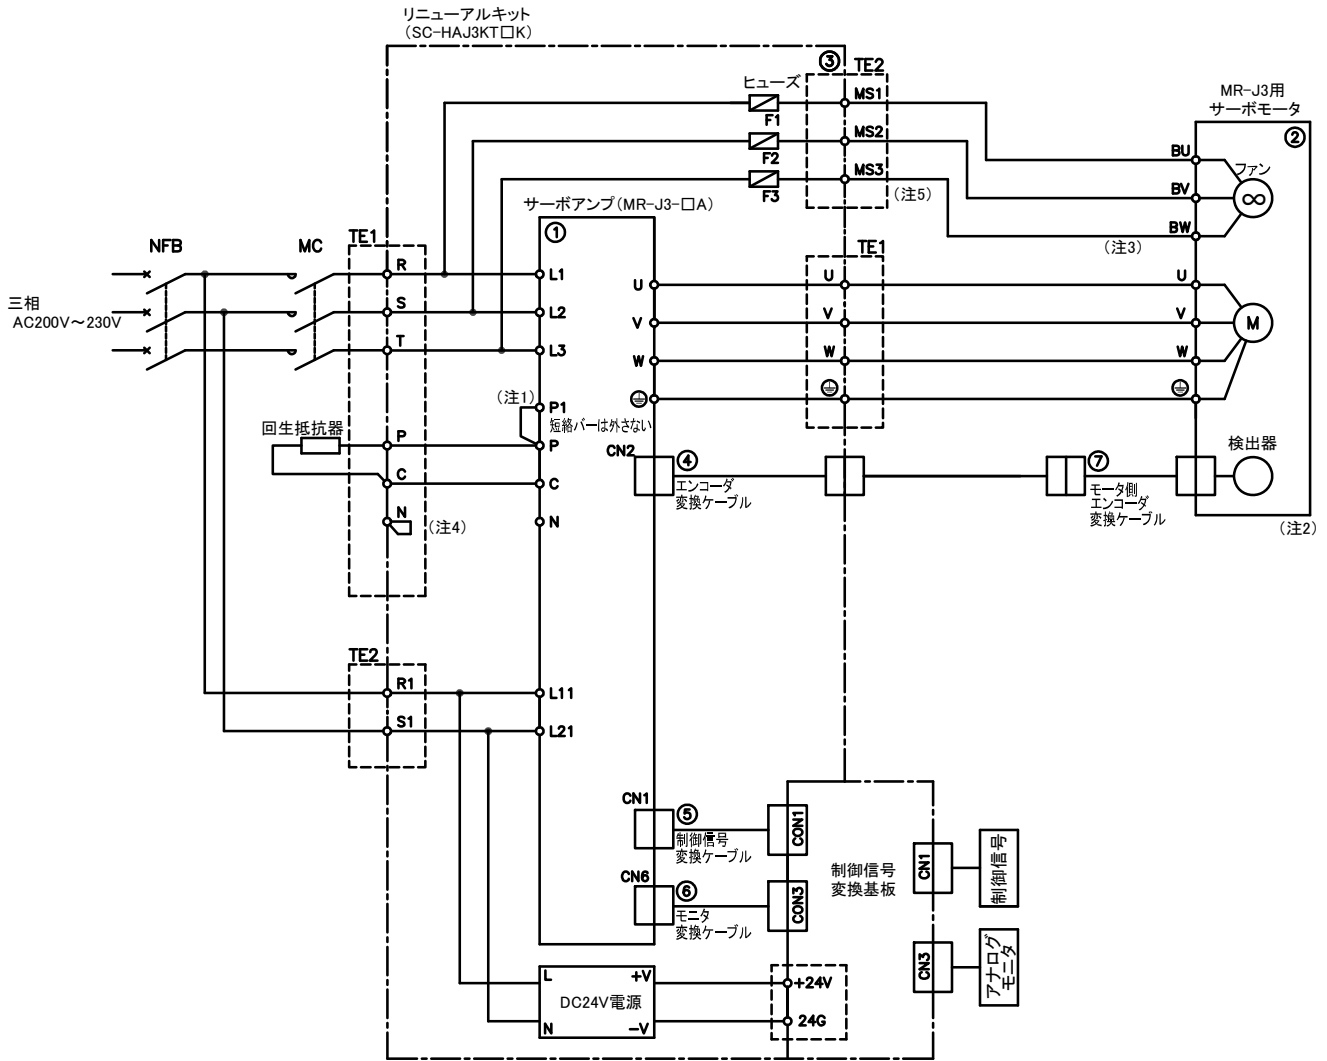 リニューアルキット
(SC-HAJ3KT□K)
③
TE2
ヒューズ
MS1
F1
MS2
F2
MS3
F3
(注5)
MR-J3用
サーボモータ
②
BU
ファン
BV
BW
(注3)
サーボアンプ(MR-J3-□A)
①
NFB
MC
TE1
TE1
R
L1
U
U
U
S
L2
三相
AC200V～230V
V
V
V
M
T
L3
W
W
W
(注1)
P1
短絡バーは外さない
回生抵抗器
P
P
CN2
④
エンコーダ
変換ケーブル
⑦
モータ側
エンコーダ
変換ケーブル
検出器
C
C
N
(注4)
N
(注2)
TE2
R1
L11
S1
L21
CN1
⑤
制御信号
変換ケーブル
CON1
制御信号
変換基板
CN1
制御信号
CN6
⑥
モニタ
変換ケーブル
CON3
CN3
アナログ
モニタ
L
+V
+24V
DC24V電源
N
-V
24G